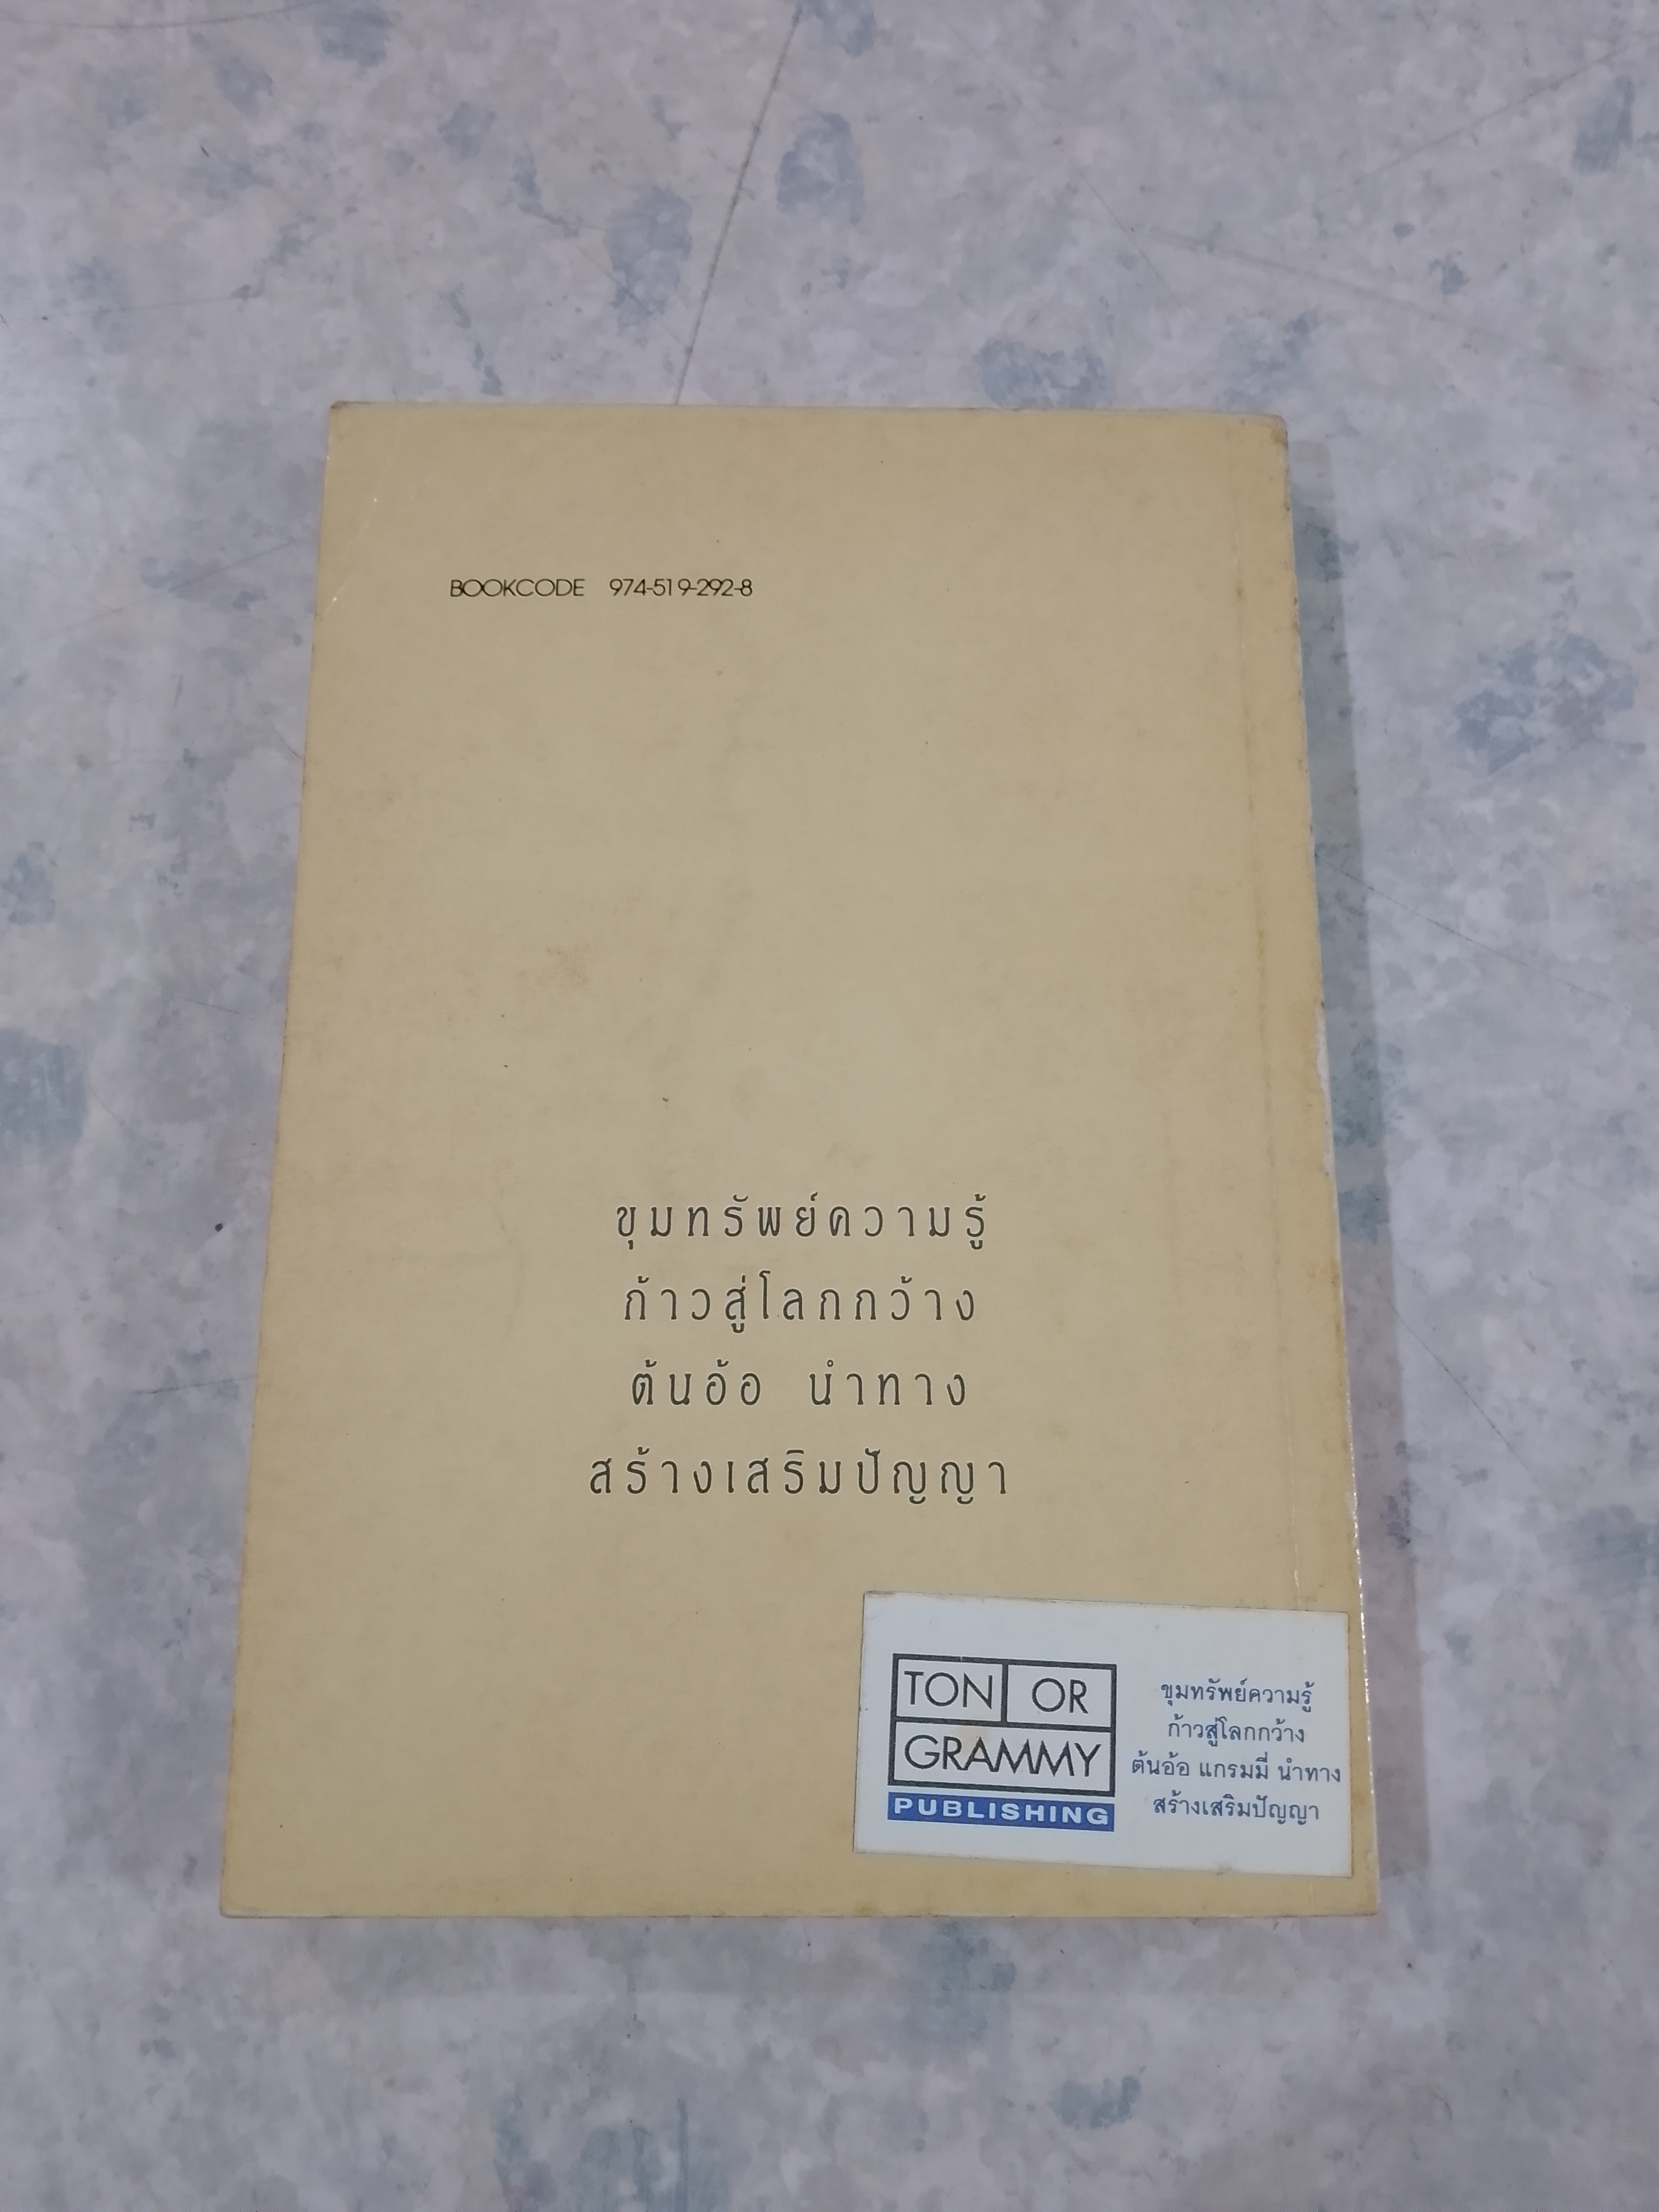 BOOKCODE 974-519-292-8
ขุมทรัพย์ความรู้
ก้าวสู่โลกกว้าง
ต้นอ้อ นำทาง
สร้างเสริมปัญญา
TON OR
GRAMMY
PUBLISHING
ขุมทรัพย์ความรู้
ก้าวสู่โลกกว้าง
ต้นอ้อ แกรมมี่ นำทาง
สร้างเสริมปัญญา